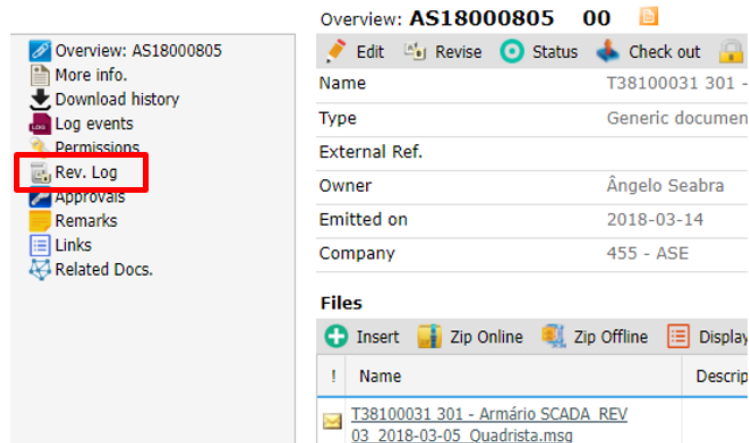 Overview: AS18000805 00
Overview: AS18000805
More info.
Download history
Log events
Permissions
Rev. Log
Approvals
Remarks
Links
Related Docs.
Edit Revise Status Check out
Name T38100031 301 -
Type Generic documen
External Ref.
Owner Ângelo Seabra
Emitted on 2018-03-14
Company 455 - ASE
Files
Insert Zip Online Zip Offline Display
! Name Descrip
T38100031 301 - Armário SCADA_REV
03_2018-03-05_Quadrista.msg